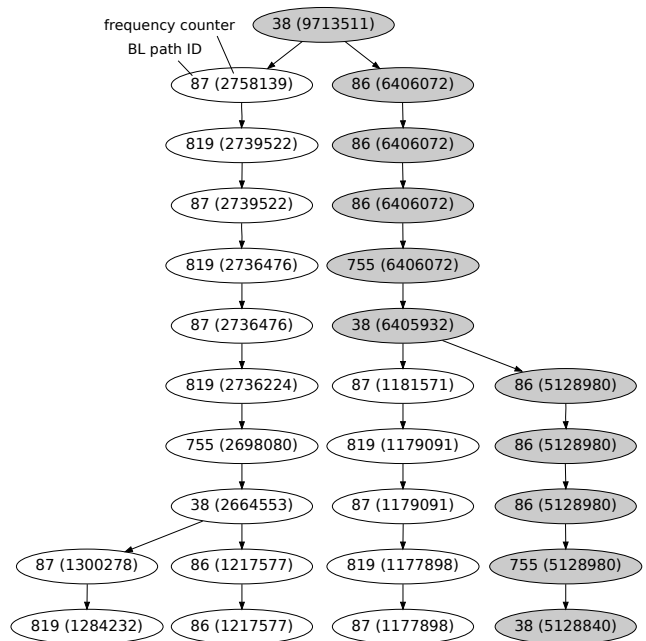 38 (9713511)
frequency counter
BL path ID
87 (2758139) 86 (6406072)
819 (2739522) 86 (6406072)
87 (2739522) 86 (6406072)
819 (2736476) 755 (6406072)
87 (2736476) 38 (6405932)
819 (2736224) 87 (1181571) 86 (5128980)
755 (2698080) 819 (1179091) 86 (5128980)
38 (2664553) 87 (1179091) 86 (5128980)
87 (1300278) 86 (1217577) 819 (1177898) 755 (5128980)
819 (1284232) 86 (1217577) 87 (1177898) 38 (5128840)